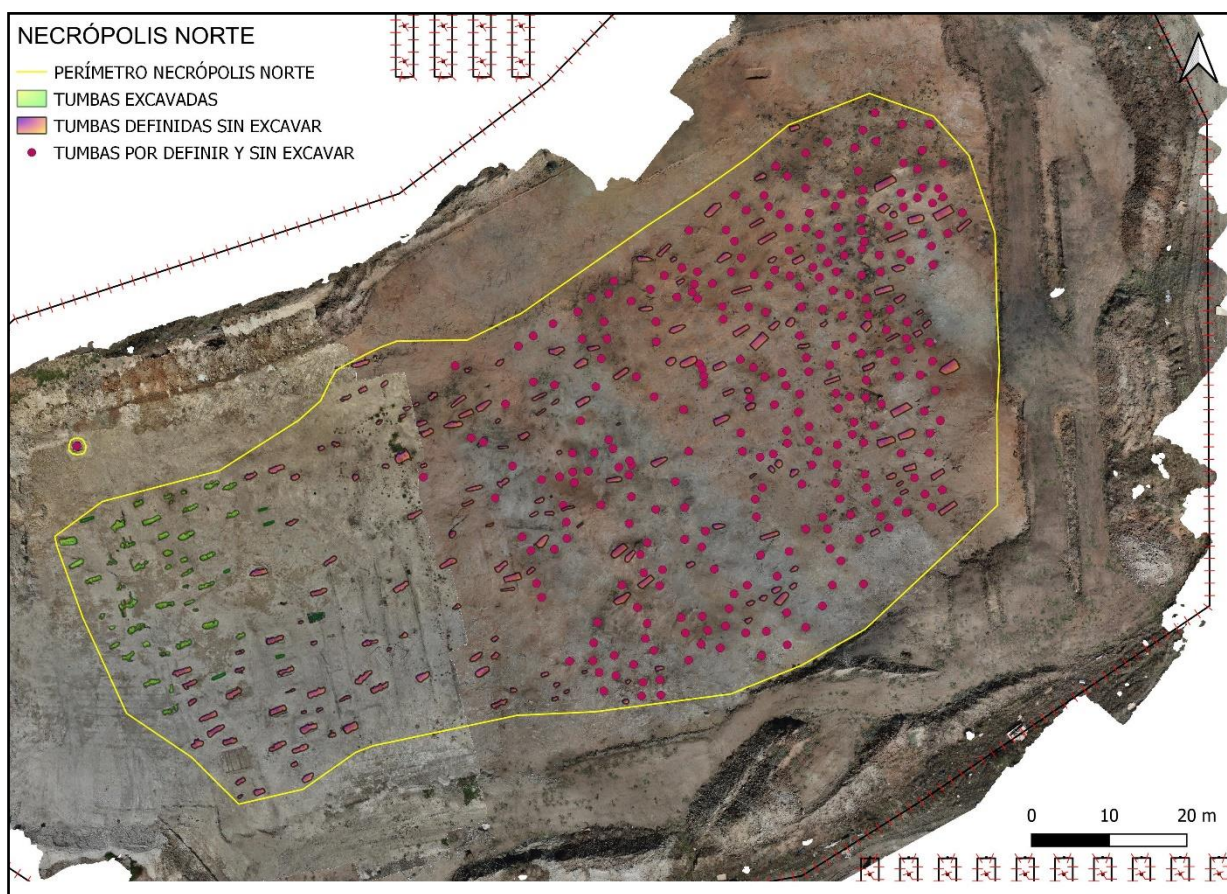 NECRÓPOLIS NORTE
PERÍMETRO NECRÓPOLIS NORTE
TUMBAS EXCAVADAS
TUMBAS DEFINIDAS SIN EXCAVAR
TUMBAS POR DEFINIR Y SIN EXCAVAR
0 10 20 m